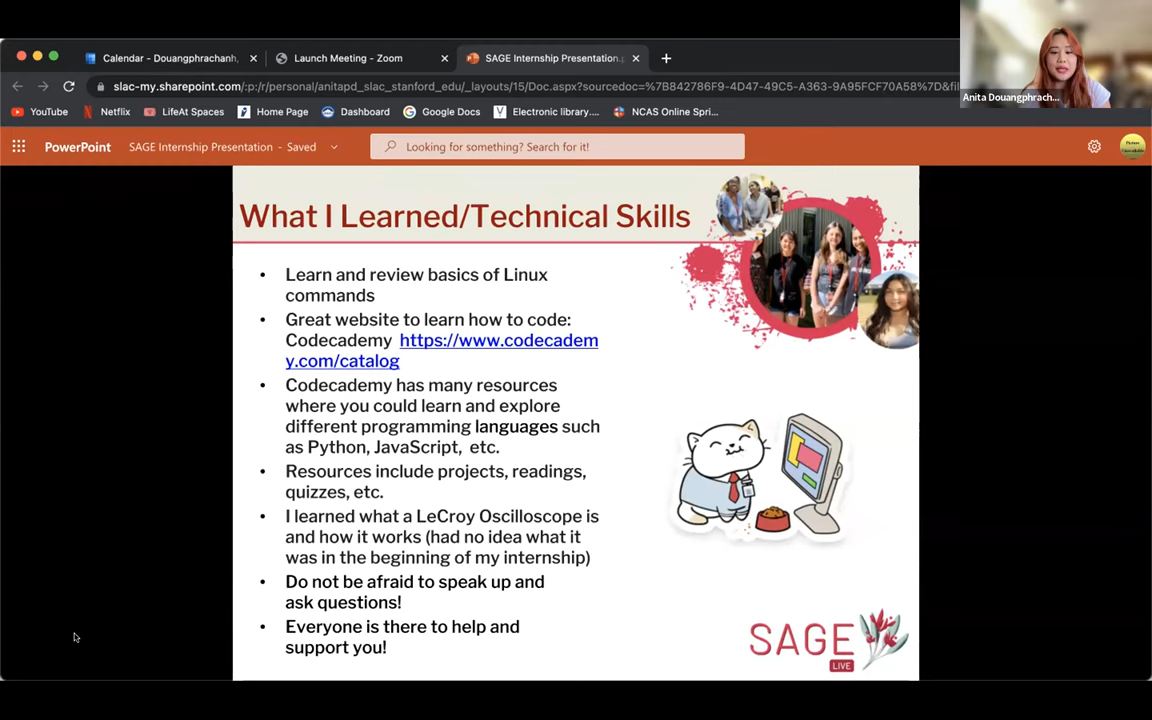 Calendar - Douangphrachanh,
Launch Meeting - Zoom
SAGE Internship Presentation.
slac-my.sharepoint.com/:p:/r/personal/anitapd_slac_stanford_edu/_layouts/15/Doc.aspx?sourcedoc=%7B842786F9-4D47-49C5-A363-9A95FCF70A58%7D&fi
Anita Douangphrach...
YouTube
Netflix
LifeAt Spaces
Home Page
Dashboard
Google Docs
Electronic library....
NCAS Online Spri...
PowerPoint
SAGE Internship Presentation - Saved
Looking for something? Search for it!
What I Learned/Technical Skills
• Learn and review basics of Linux
commands
• Great website to learn how to code:
Codecademy https://www.codecadem
y.com/catalog
• Codecademy has many resources
where you could learn and explore
different programming languages such
as Python, JavaScript, etc.
• Resources include projects, readings,
quizzes, etc.
• I learned what a LeCroy Oscilloscope is
and how it works (had no idea what it
was in the beginning of my internship)
• Do not be afraid to speak up and
ask questions!
• Everyone is there to help and
support you!
SAGE
LIVE